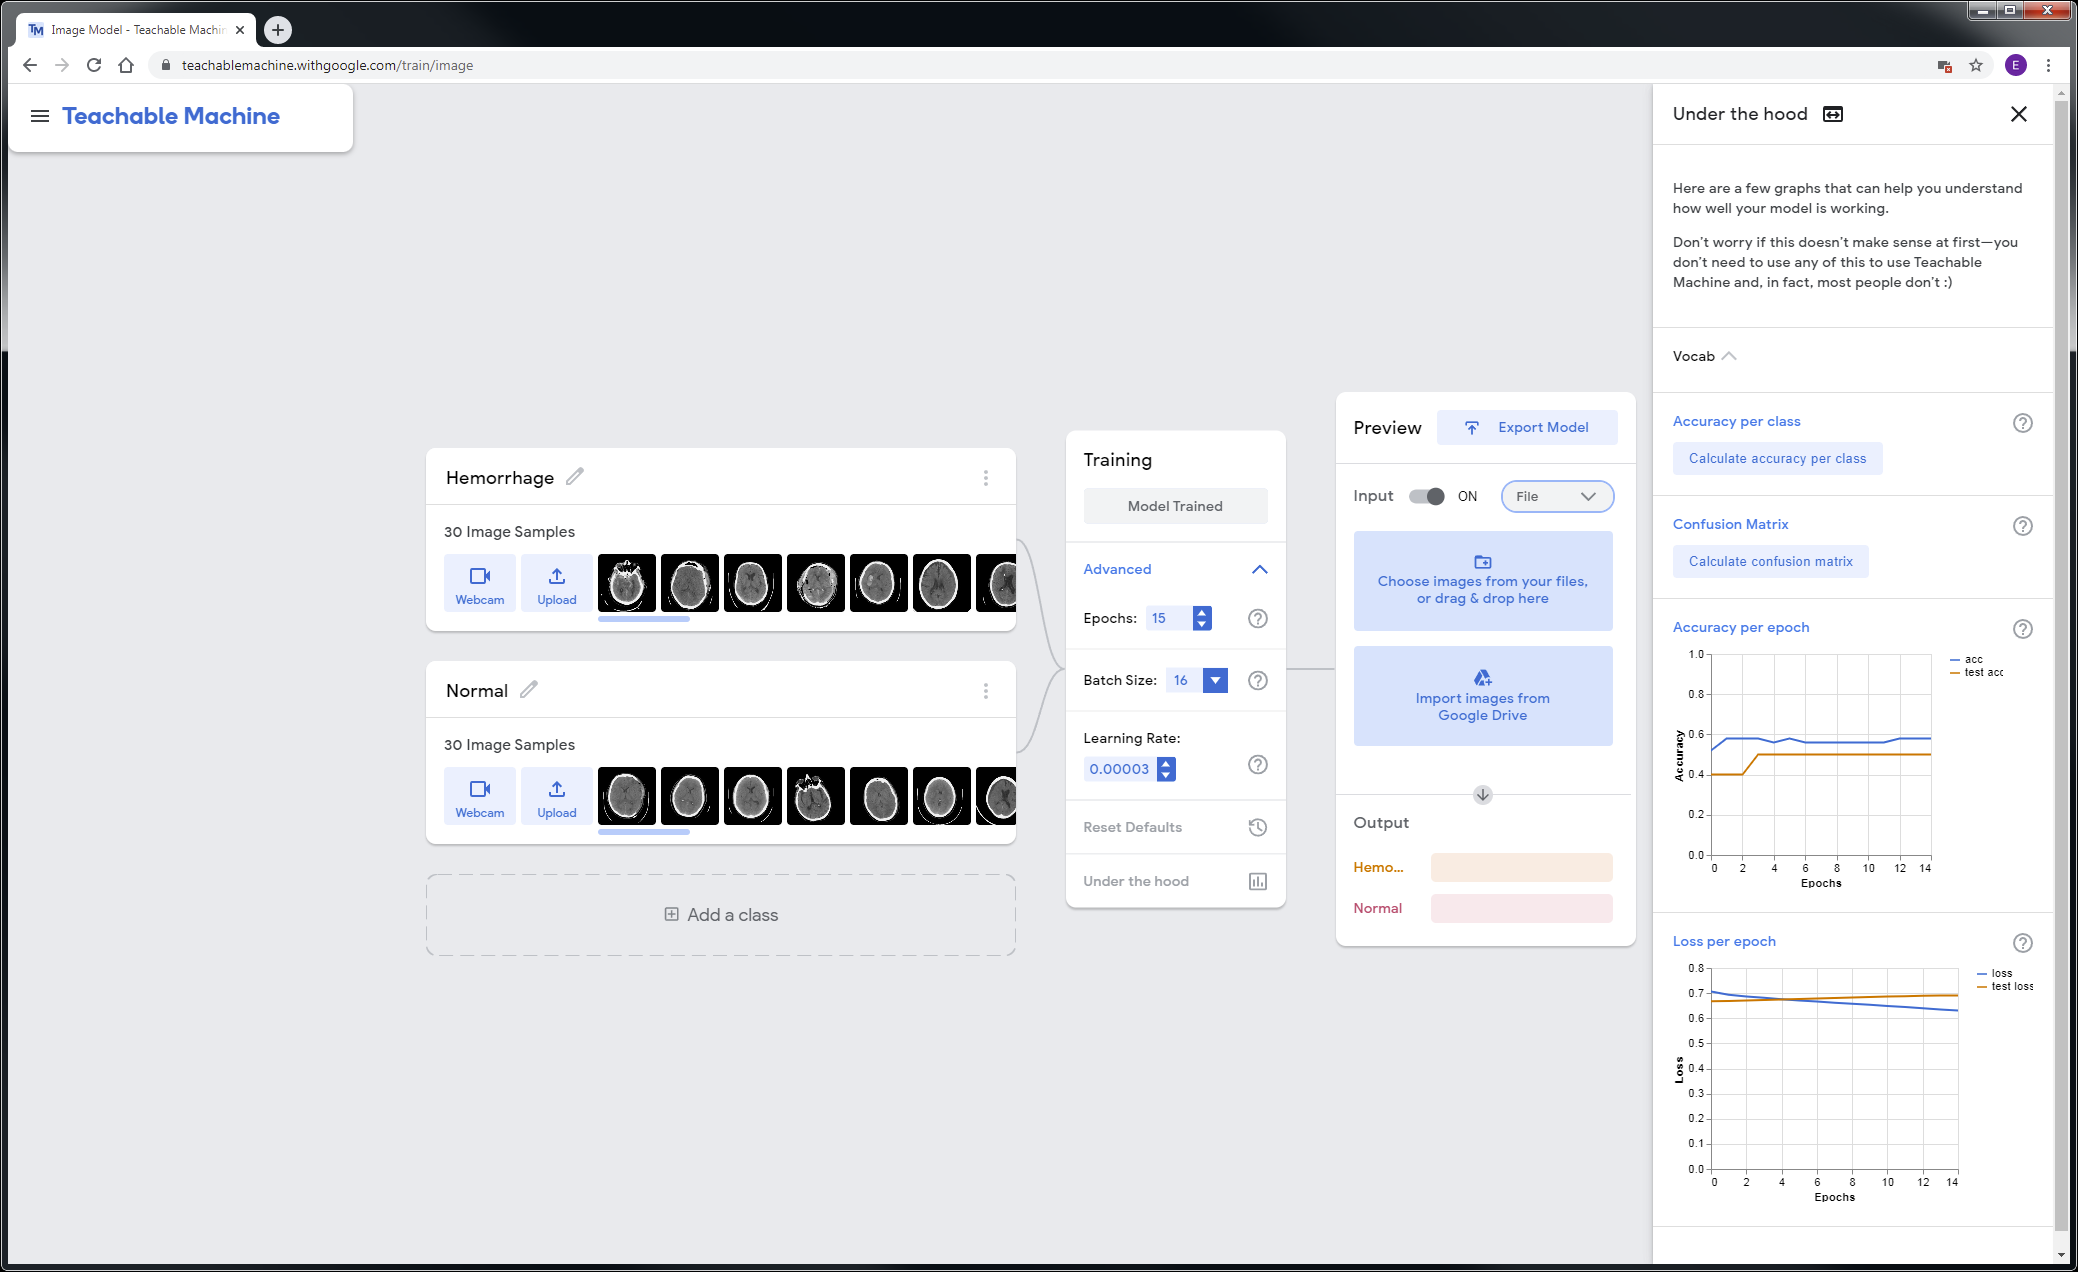 TM Image Model - Teachable Machin
teachablemachine.withgoogle.com/train/image
E
Teachable Machine
Hemorrhage
30 Image Samples
Webcam
Upload
Normal
30 Image Samples
Webcam
Upload
Add a class
Training
Model Trained
Advanced
Epochs: 15
Batch Size: 16
Learning Rate:
0.00003
Reset Defaults
Under the hood
Preview
Export Model
Input ON File
Choose images from your files,
or drag & drop here
Import images from
Google Drive
Output
Hemo...
Normal
Under the hood
Here are a few graphs that can help you understand
how well your model is working.
Don't worry if this doesn't make sense at first—you
don't need to use any of this to use Teachable
Machine and, in fact, most people don't :)
Vocab
Accuracy per class
Calculate accuracy per class
Confusion Matrix
Calculate confusion matrix
Accuracy per epoch
1.0
0.8
0.6
0.4
0.2
0.0
Accuracy
0 2 4 6 8 10 12 14
Epochs
acc
test acc
Loss per epoch
0.8
0.7
0.6
0.5
0.4
0.3
0.2
0.1
0.0
Loss
0 2 4 6 8 10 12 14
Epochs
loss
test loss